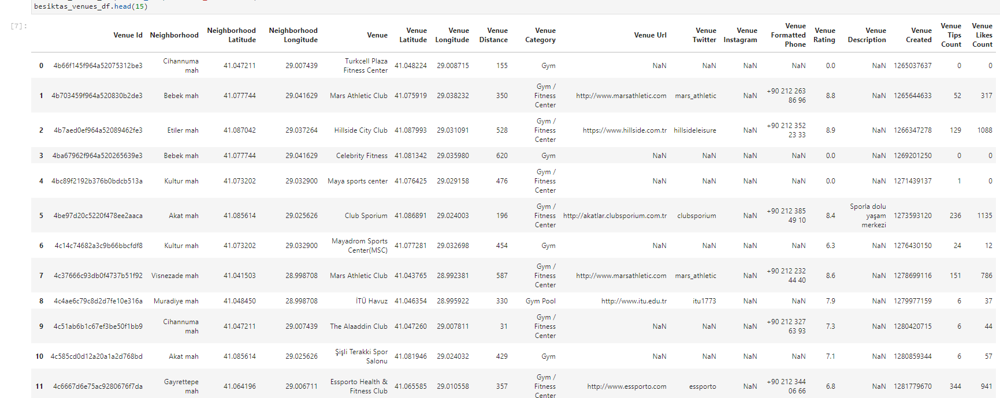 besiktas_venues_df.head(15)
[7]:
Venue Id Neighborhood Neighborhood Latitude Neighborhood Longitude Venue Venue Latitude Venue Longitude Venue Distance Venue Category Venue Url Venue Twitter Venue Instagram Venue Formatted Phone Venue Rating Venue Description Venue Created Venue Tips Count Venue Likes Count
0 4b66f145f964a52075312be3 Cihannuma mah 41.047211 29.007439 Turkcell Plaza Fitness Center 41.048224 29.008715 155 Gym NaN NaN NaN NaN 0.0 NaN 1265037637 0 0
1 4b703459f964a520830b2de3 Bebek mah 41.077744 29.041629 Mars Athletic Club 41.075919 29.038232 350 Gym / Fitness Center http://www.marsathletic.com mars_athletic NaN +90 212 263 86 96 8.8 NaN 1265644633 52 317
2 4b7aed0ef964a52089462fe3 Etiler mah 41.087042 29.037264 Hillside City Club 41.087993 29.031091 528 Gym / Fitness Center https://www.hillside.com.tr hillsideleisure NaN +90 212 352 23 33 8.9 NaN 1266347278 129 1088
3 4ba67962f964a520265639e3 Bebek mah 41.077744 29.041629 Celebrity Fitness 41.081342 29.035980 620 Gym NaN NaN NaN NaN 0.0 NaN 1269201250 0 0
4 4bc89f2192b376b0bdcb513a Kultur mah 41.073202 29.032900 Maya sports center 41.076425 29.029158 476 Gym / Fitness Center NaN NaN NaN NaN 0.0 NaN 1271439137 1 0
5 4be97d20c5220f478ee2aaca Akat mah 41.085614 29.025626 Club Sporium 41.086891 29.024003 196 Gym / Fitness Center http://akatlar.clubsporium.com.tr clubsporium NaN +90 212 385 49 10 8.4 Sporla dolu yaşam merkezi 1273593120 236 1135
6 4c14c74682a3c9b66bbcfdf8 Kultur mah 41.073202 29.032900 Mayadrom Sports Center(MSC) 41.077281 29.032698 454 Gym NaN NaN NaN NaN 6.3 NaN 1276430150 24 12
7 4c37666c93db0f4737b51f92 Visnezade mah 41.041503 28.998708 Mars Athletic Club 41.043765 28.992381 587 Gym / Fitness Center http://www.marsathletic.com mars_athletic NaN +90 212 232 44 40 8.6 NaN 1278699116 151 786
8 4c4ae6c79c8d2d7fe10e316a Muradiye mah 41.048450 28.998708 İTÜ Havuz 41.046354 28.995922 330 Gym Pool http://www.itu.edu.tr itu1773 NaN NaN 7.9 NaN 1279977159 6 37
9 4c51ab6b1c67ef3be50f1bb9 Cihannuma mah 41.047211 29.007439 The Alaaddin Club 41.047260 29.007811 31 Gym / Fitness Center NaN NaN NaN +90 212 327 63 93 7.3 NaN 1280420715 6 44
10 4c585cd0d12a20a1a2d768bd Akat mah 41.085614 29.025626 Şişli Terakki Spor Salonu 41.081946 29.024032 429 Gym NaN NaN NaN NaN 7.1 NaN 1280859344 6 57
11 4c6667d6e75ac9280676f7da Gayrettepe mah 41.064196 29.006711 Essporto Health & Fitness Club 41.065585 29.010558 357 Gym / Fitness Center http://www.essporto.com essporto NaN +90 212 344 06 66 6.8 NaN 1281779670 344 941